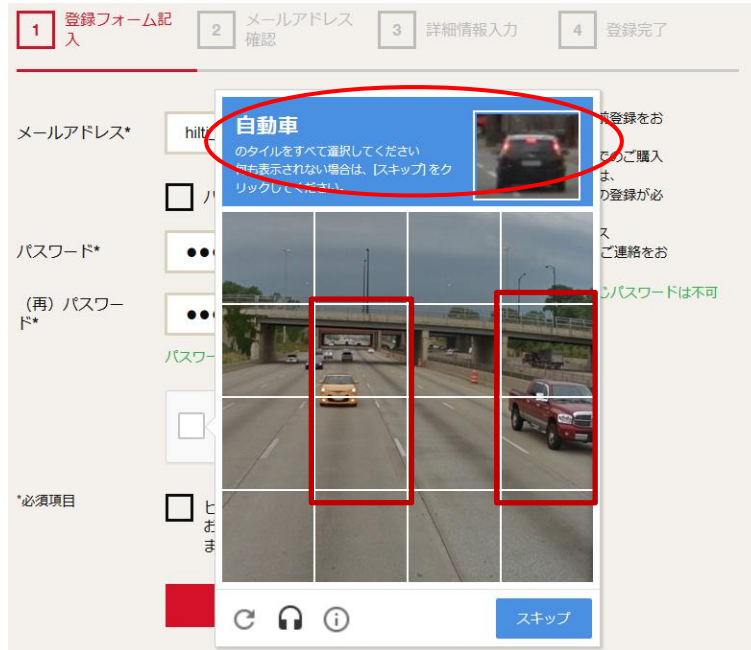 1 登録フォーム記
入
2 メールアドレス
確認
3 詳細情報入力
4 登録完了
自動車
のタイルをすべて選択してください
何も表示されない場合は、[スキップ] をク
リックしてください。
メールアドレス*
hilti
登録をお
でのご購入
は、
の登録が必
ス
ご連絡をお
パスワード*
●●
(再)パスワー
ド*
●●
じパスワードは不可
パスワー
*必須項目
ヒ
お
ま
スキップ